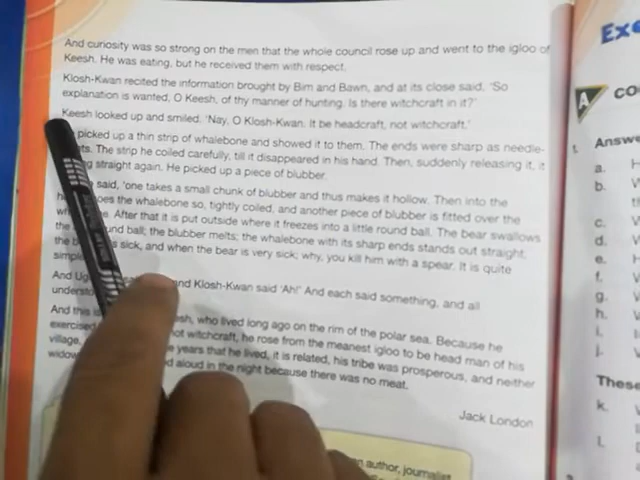 And curiosity was so strong on the men that the whole council rose up and went to the igloo of
Keesh. He was eating, but he received them with respect.
Klosh-Kwan recited the information brought by Bim and Bawn, and at its close said. 'So
explanation is wanted, O Keesh, of thy manner of hunting. Is there witchcraft in it?'
Keesh looked up and smiled. 'Nay, O Klosh-Kwan. It be headcraft, not witchcraft.'
picked up a thin strip of whalebone and showed it to them. The ends were sharp as needle-
The strip he coiled carefully, till it disappeared in his hand. Then, suddenly releasing it, it
straight again. He picked up a piece of blubber.
said, 'one takes a small chunk of blubber and thus makes it hollow. Then into the
goes the whalebone so, tightly coiled, and another piece of blubber is fitted over the
After that it is put outside where it freezes into a little round ball. The bear swallows
the ball; the blubber melts; the whalebone with its sharp ends stands out straight,
the sick, and when the bear is very sick; why, you kill him with a spear. It is quite
And and Klosh-Kwan said 'Ah!' And each said something, and all
And this who lived long ago on the rim of the polar sea. Because he
exercised not witchcraft, he rose from the meanest igloo to be head man of his
village, years that he lived, it is related, his tribe was prosperous, and neither
widow aloud in the night because there was no meat.
Jack London
author, journalist
Exe
A
CO
1.
Answe
a.
b.
c.
d.
e.
f.
g.
h.
i.
j.
These
k.
l.